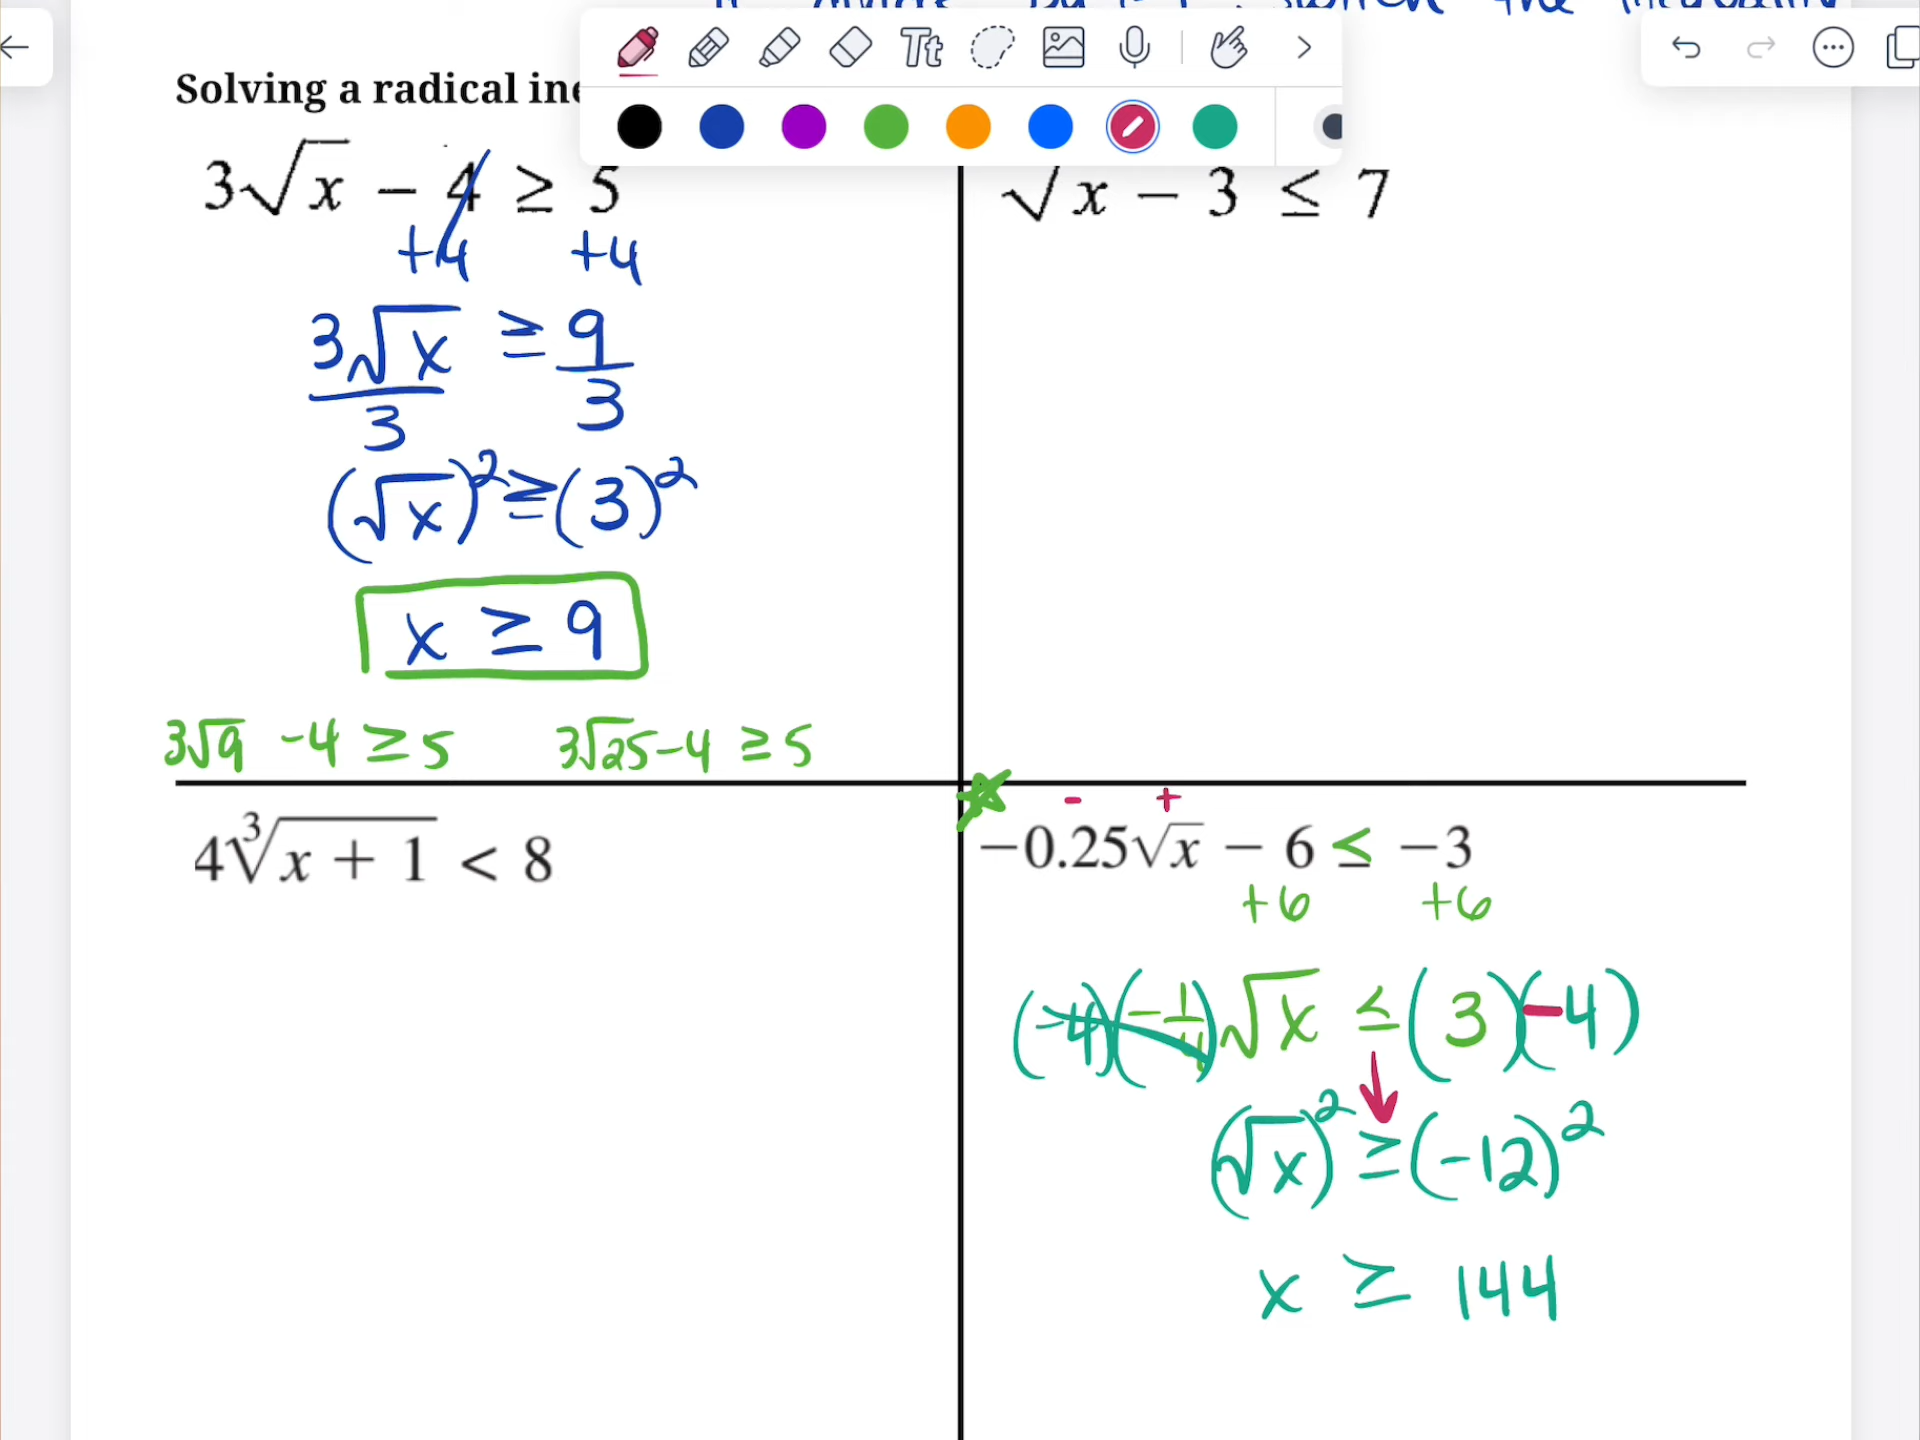 Solving a radical ine
3√x − 4 ≥ 5
+4 +4
3√x ≥ 9
3 3
(√x)² ≥ (3)²
x ≥ 9
3√9 -4 ≥ 5 3√25 -4 ≥ 5
√x − 3 ≤ 7
4∛(x + 1) < 8
- +
−0.25√x − 6 ≤ −3
+6 +6
(-4)(-1/4)√x ≤ (3)(-4)
(√x)² ≥ (-12)²
x ≥ 144
Tt